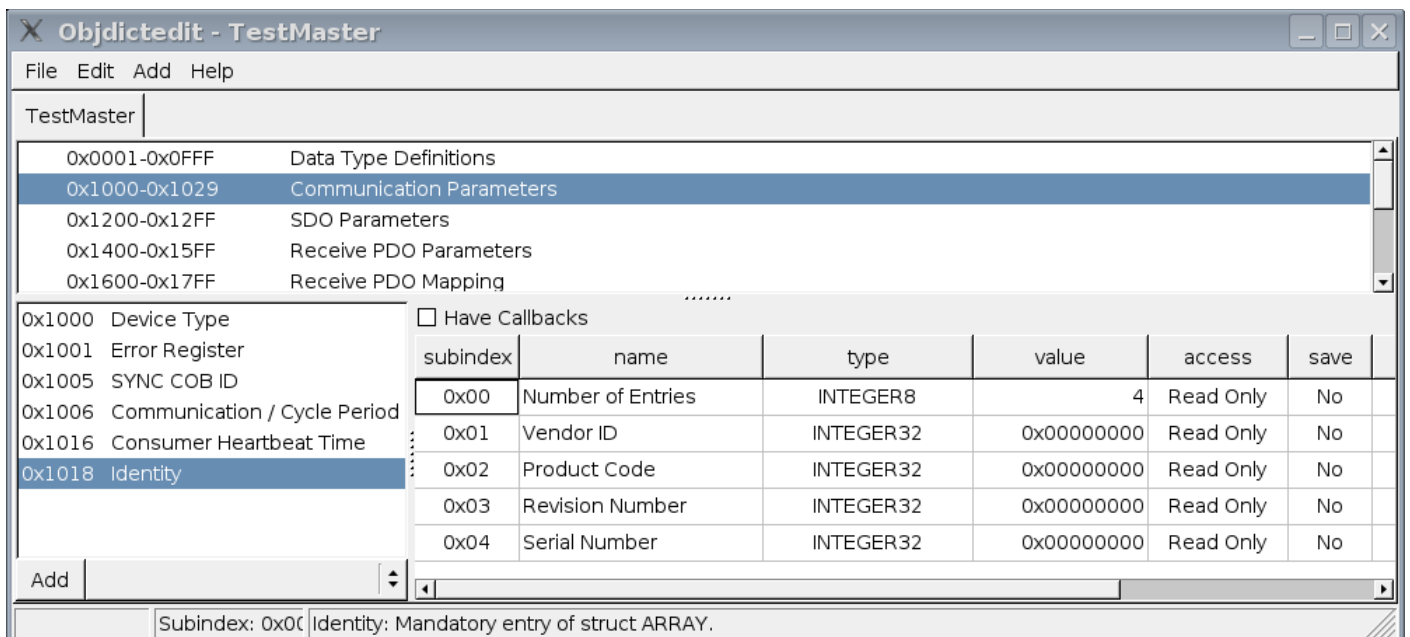 Objdictedit - TestMaster
File Edit Add Help
TestMaster
0x0001-0x0FFF Data Type Definitions
0x1000-0x1029 Communication Parameters
0x1200-0x12FF SDO Parameters
0x1400-0x15FF Receive PDO Parameters
0x1600-0x17FF Receive PDO Mapping
0x1000 Device Type
0x1001 Error Register
0x1005 SYNC COB ID
0x1006 Communication / Cycle Period
0x1016 Consumer Heartbeat Time
0x1018 Identity
Add
Have Callbacks
subindex name type value access save
0x00 Number of Entries INTEGER8 4 Read Only No
0x01 Vendor ID INTEGER32 0x00000000 Read Only No
0x02 Product Code INTEGER32 0x00000000 Read Only No
0x03 Revision Number INTEGER32 0x00000000 Read Only No
0x04 Serial Number INTEGER32 0x00000000 Read Only No
Subindex: 0x00 Identity: Mandatory entry of struct ARRAY.